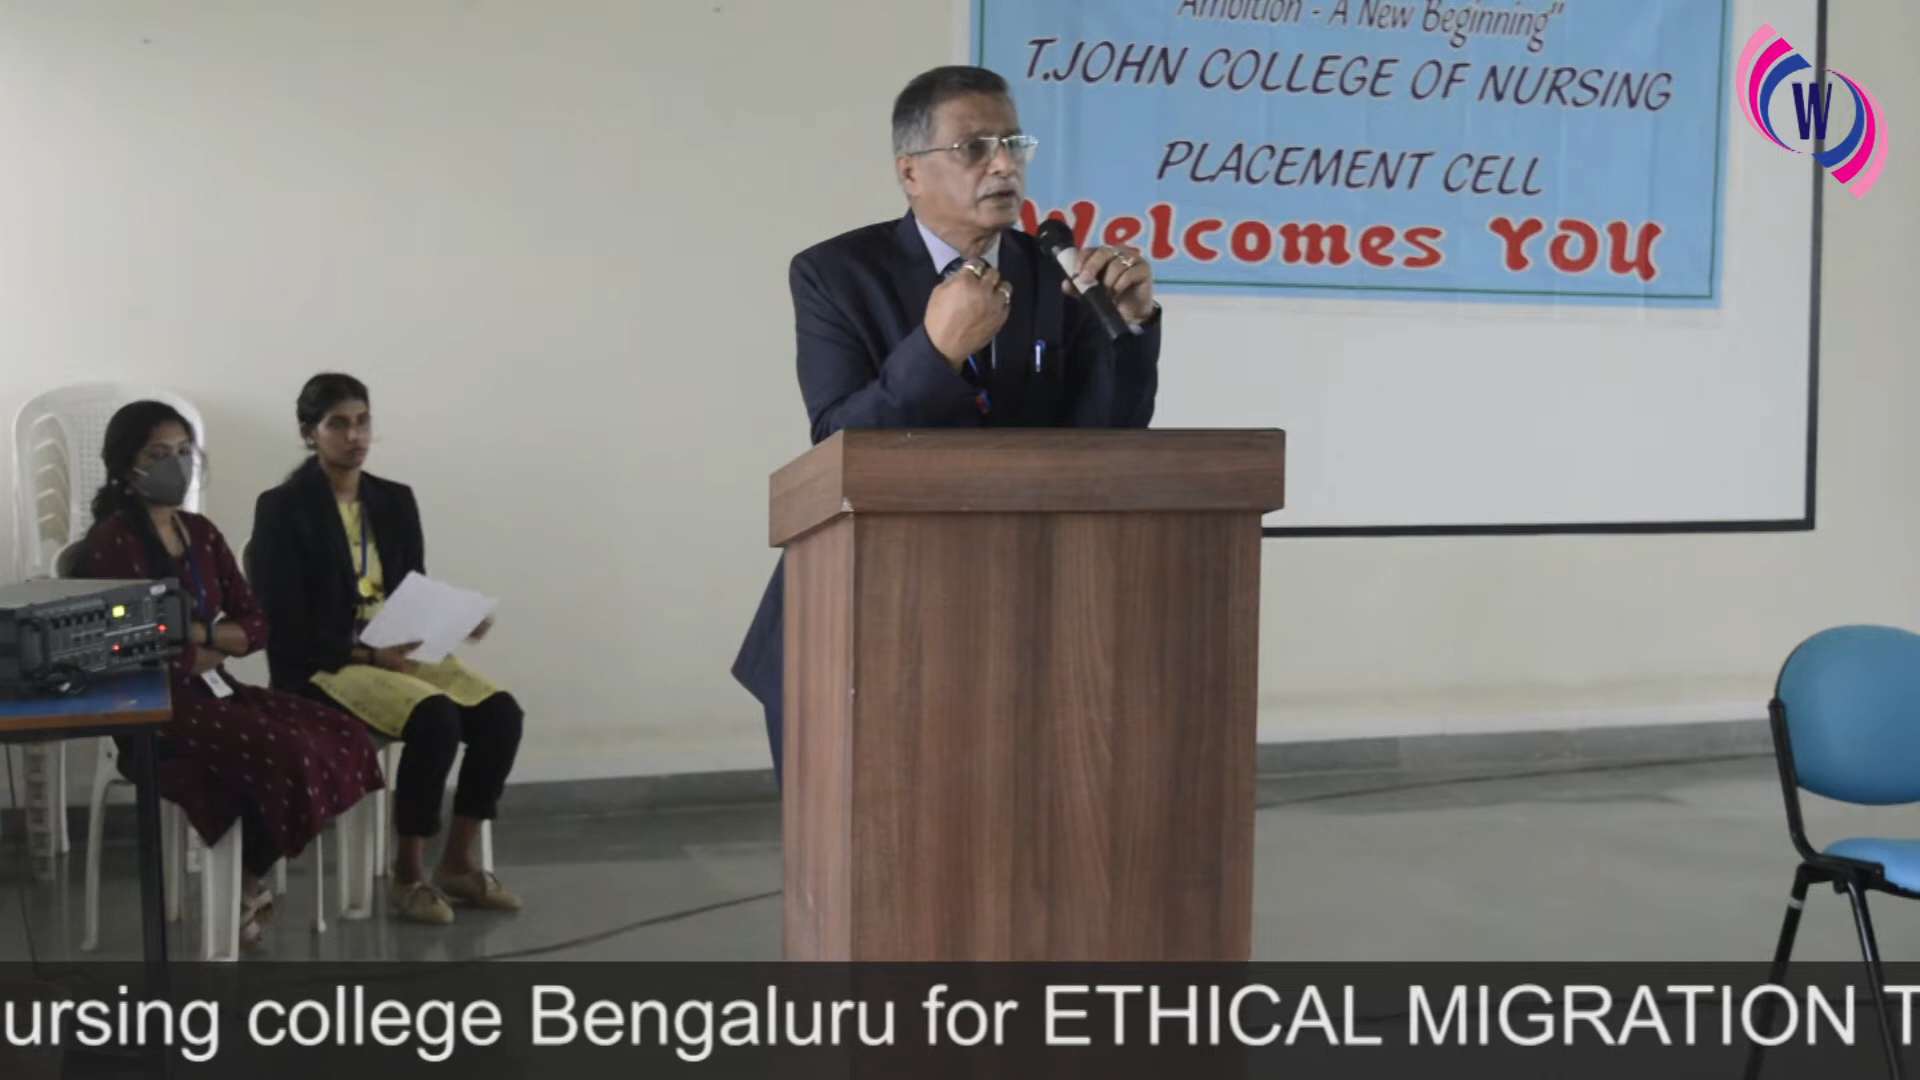 Ambition - A New Beginning"
T.JOHN COLLEGE OF NURSING
W
PLACEMENT CELL
Welcomes YOU
ursing college Bengaluru for ETHICAL MIGRATION T